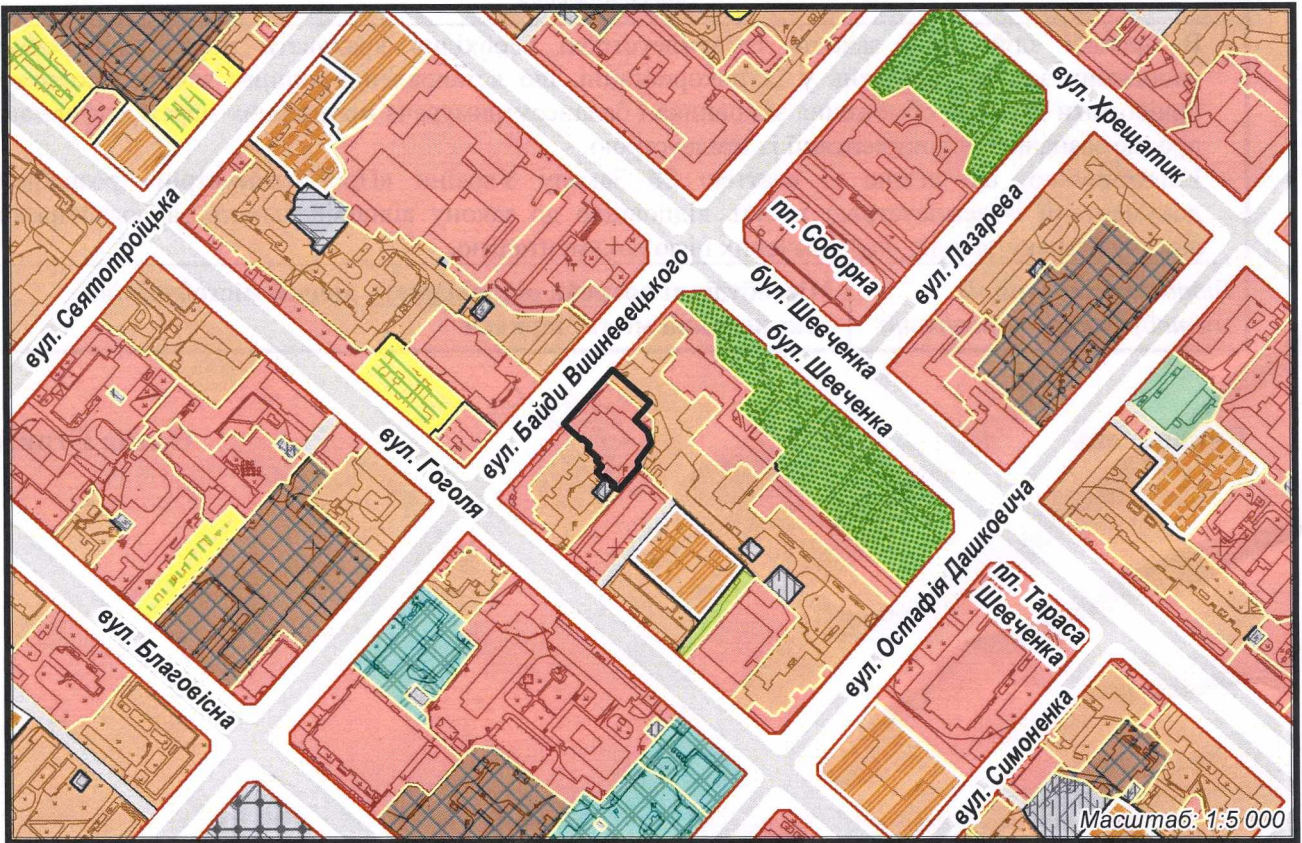 вул. Хрещатик
пл. Соборна
вул. Лазарева
вул. Святотроїцька
бул. Шевченка
бул. Шевченка
вул. Байди Вишневецького
вул. Гоголя
вул. Остафія Дашковича
пл. Тараса
Шевченка
вул. Благовісна
вул. Симоненка
Масштаб: 1:5 000